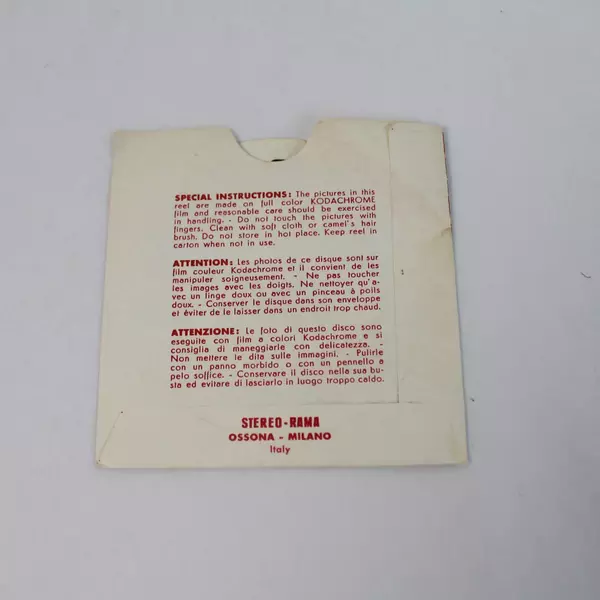 SPECIAL INSTRUCTIONS: The pictures in this
reel are made on full color KODACHROME
film and reasonable care should be exercised
in handling. - Do not touch the pictures with
fingers. Clean with soft cloth or camel's hair
brush. Do not store in hot place. Keep reel in
carton when not in use.
ATTENTION: Les photos de ce disque sont sur
film couleur Kodachrome et il convient de les
manipuler soigneusement. - Ne pas toucher
les images avec les doigts. Ne nettoyer qu'a-
vec un linge doux ou avec un pinceau à poils
doux. - Conserver le disque dans son enveloppe
et éviter de le laisser dans un endroit trop chaud.
ATTENZIONE: Le foto di questo disco sono
eseguite con film a colori Kodachrome e si
consiglia di maneggiarle con delicatezza. -
Non mettere le dita sulle immagini. - Pulirle
con un panno morbido o con un pennello a
pelo soffice. - Conservare il disco nella sua bu-
sta ed evitare di lasciarlo in luogo troppo caldo.
STEREO-RAMA
OSSONA - MILANO
Italy